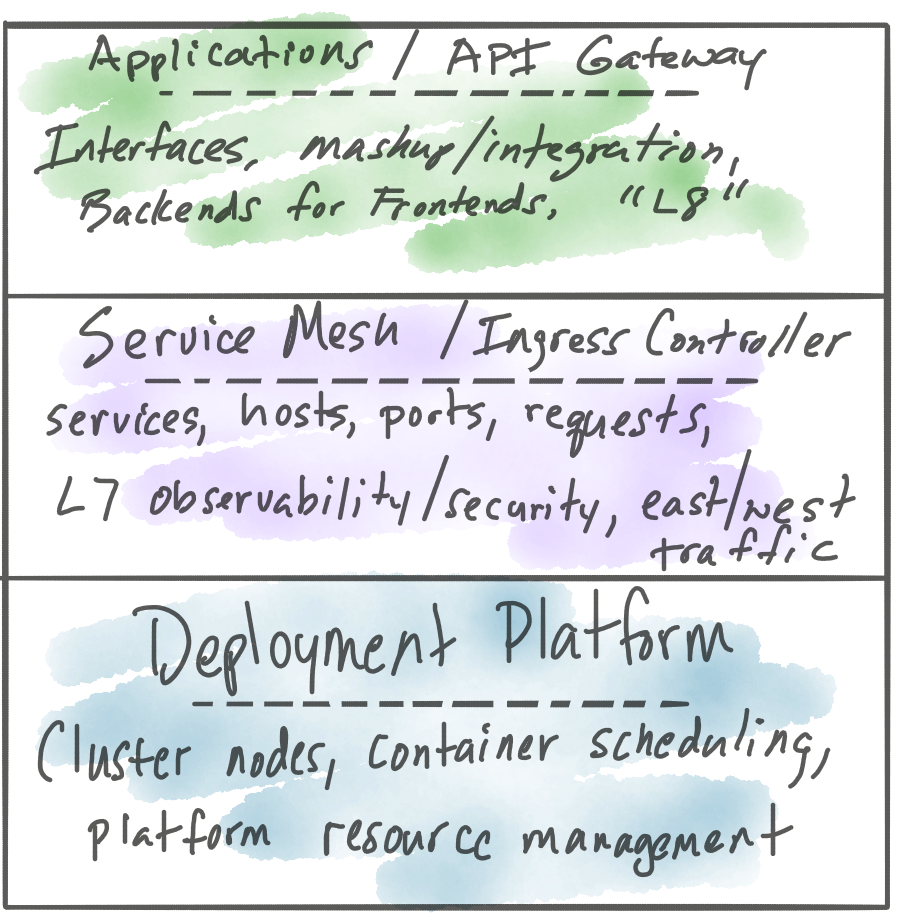 Applications / API Gateway
Interfaces, mashup/integration,
Backends for Frontends, "L8"
Service Mesh / Ingress Controller
services, hosts, ports, requests,
L7 observability/security, east/west
traffic
Deployment Platform
Cluster nodes, container scheduling,
platform resource management